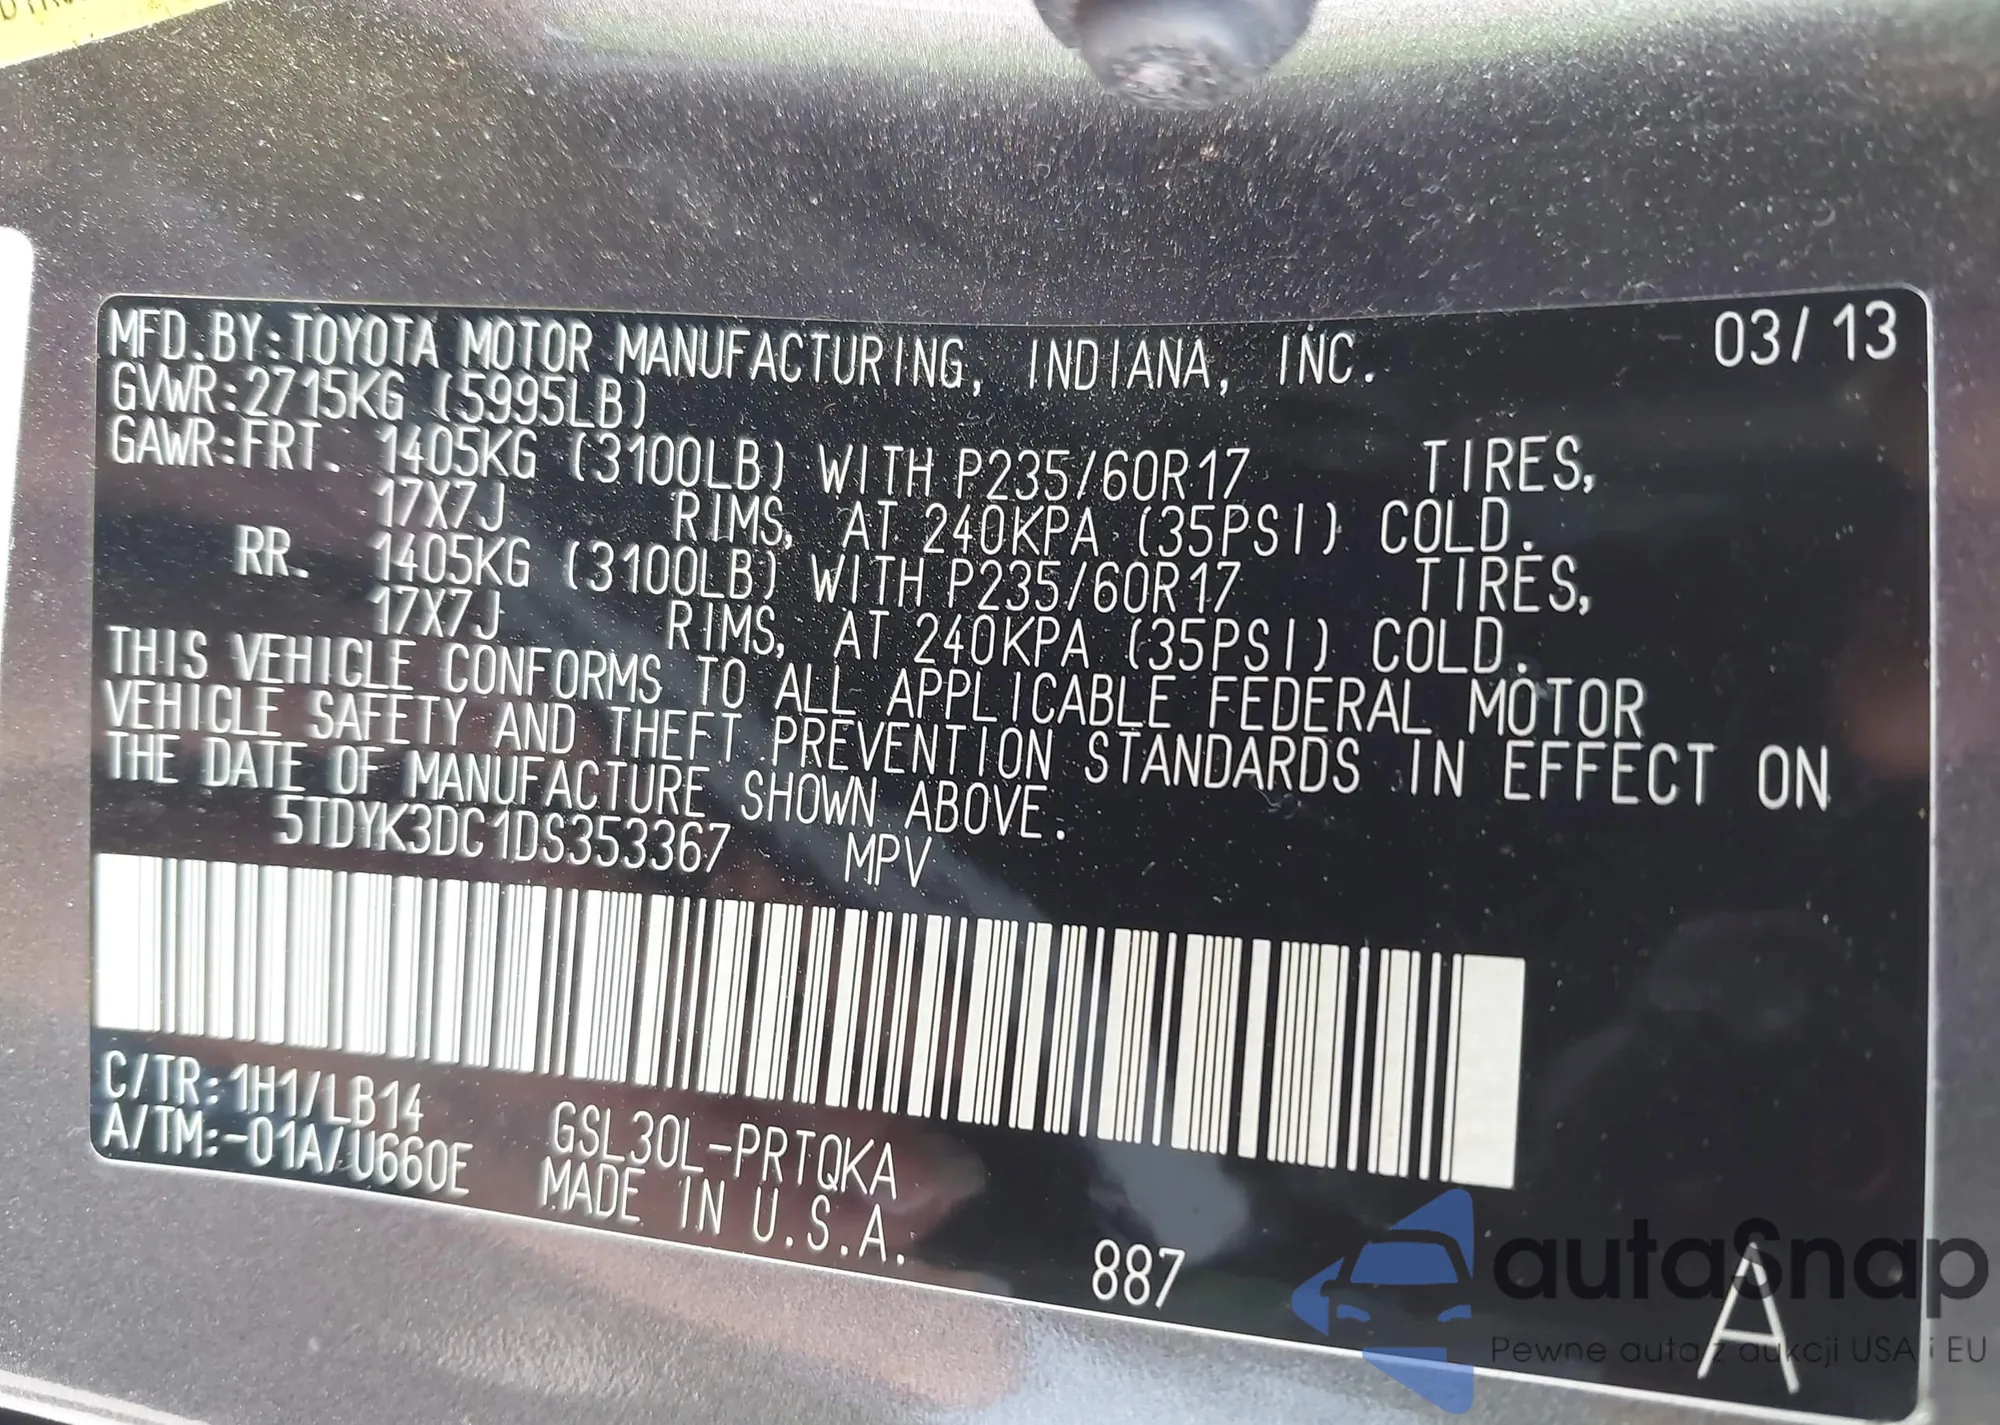 MFD. BY: TOYOTA MOTOR MANUFACTURING, INDIANA, INC. 03/13
GVWR: 2715KG (5995LB)
GAWR: FRT. 1405KG (3100LB) WITH P235/60R17 TIRES,
17X7J RIMS, AT 240KPA (35PSI) COLD.
RR. 1405KG (3100LB) WITH P235/60R17 TIRES,
17X7J RIMS, AT 240KPA (35PSI) COLD.
THIS VEHICLE CONFORMS TO ALL APPLICABLE FEDERAL MOTOR
VEHICLE SAFETY AND THEFT PREVENTION STANDARDS IN EFFECT ON
THE DATE OF MANUFACTURE SHOWN ABOVE.
5TDYK3DC1DS353367 MPV
C/TR: 1H1/LB14
A/TM:-01A/U660E
GSL30L-PRTQKA
MADE IN U.S.A.
887
A
autoSnap
Pewne auta z aukcji USA i EU